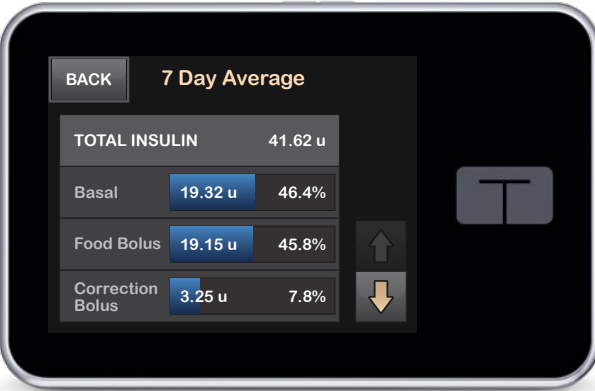 BACK
7 Day Average
TOTAL INSULIN 41.62 u
Basal 19.32 u 46.4%
Food Bolus 19.15 u 45.8%
Correction
Bolus 3.25 u 7.8%